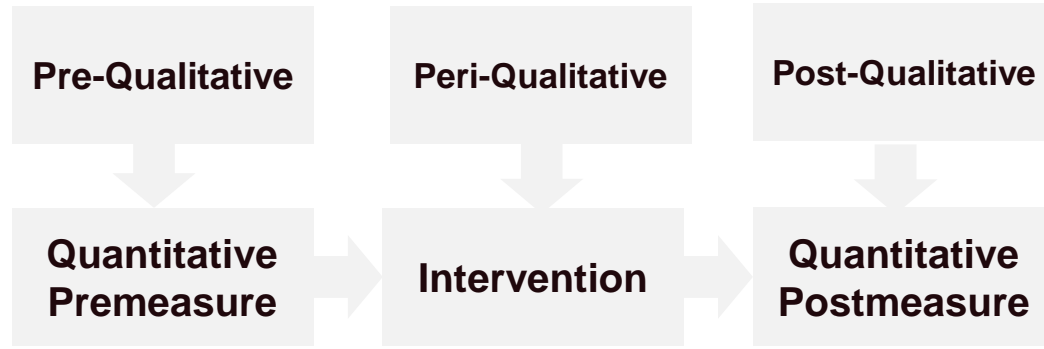 Pre-Qualitative
Peri-Qualitative
Post-Qualitative
Quantitative
Premeasure
Intervention
Quantitative
Postmeasure